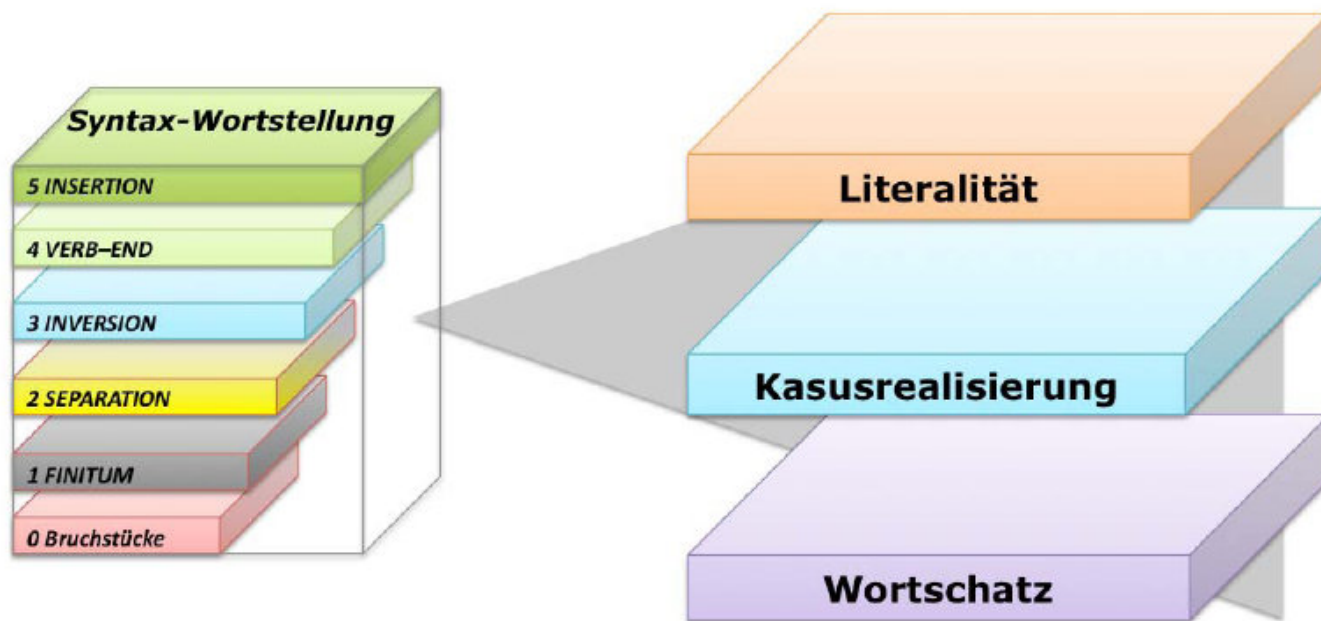 Syntax-Wortstellung
5 INSERTION
4 VERB–END
3 INVERSION
2 SEPARATION
1 FINITUM
0 Bruchstücke
Literalität
Kasusrealisierung
Wortschatz